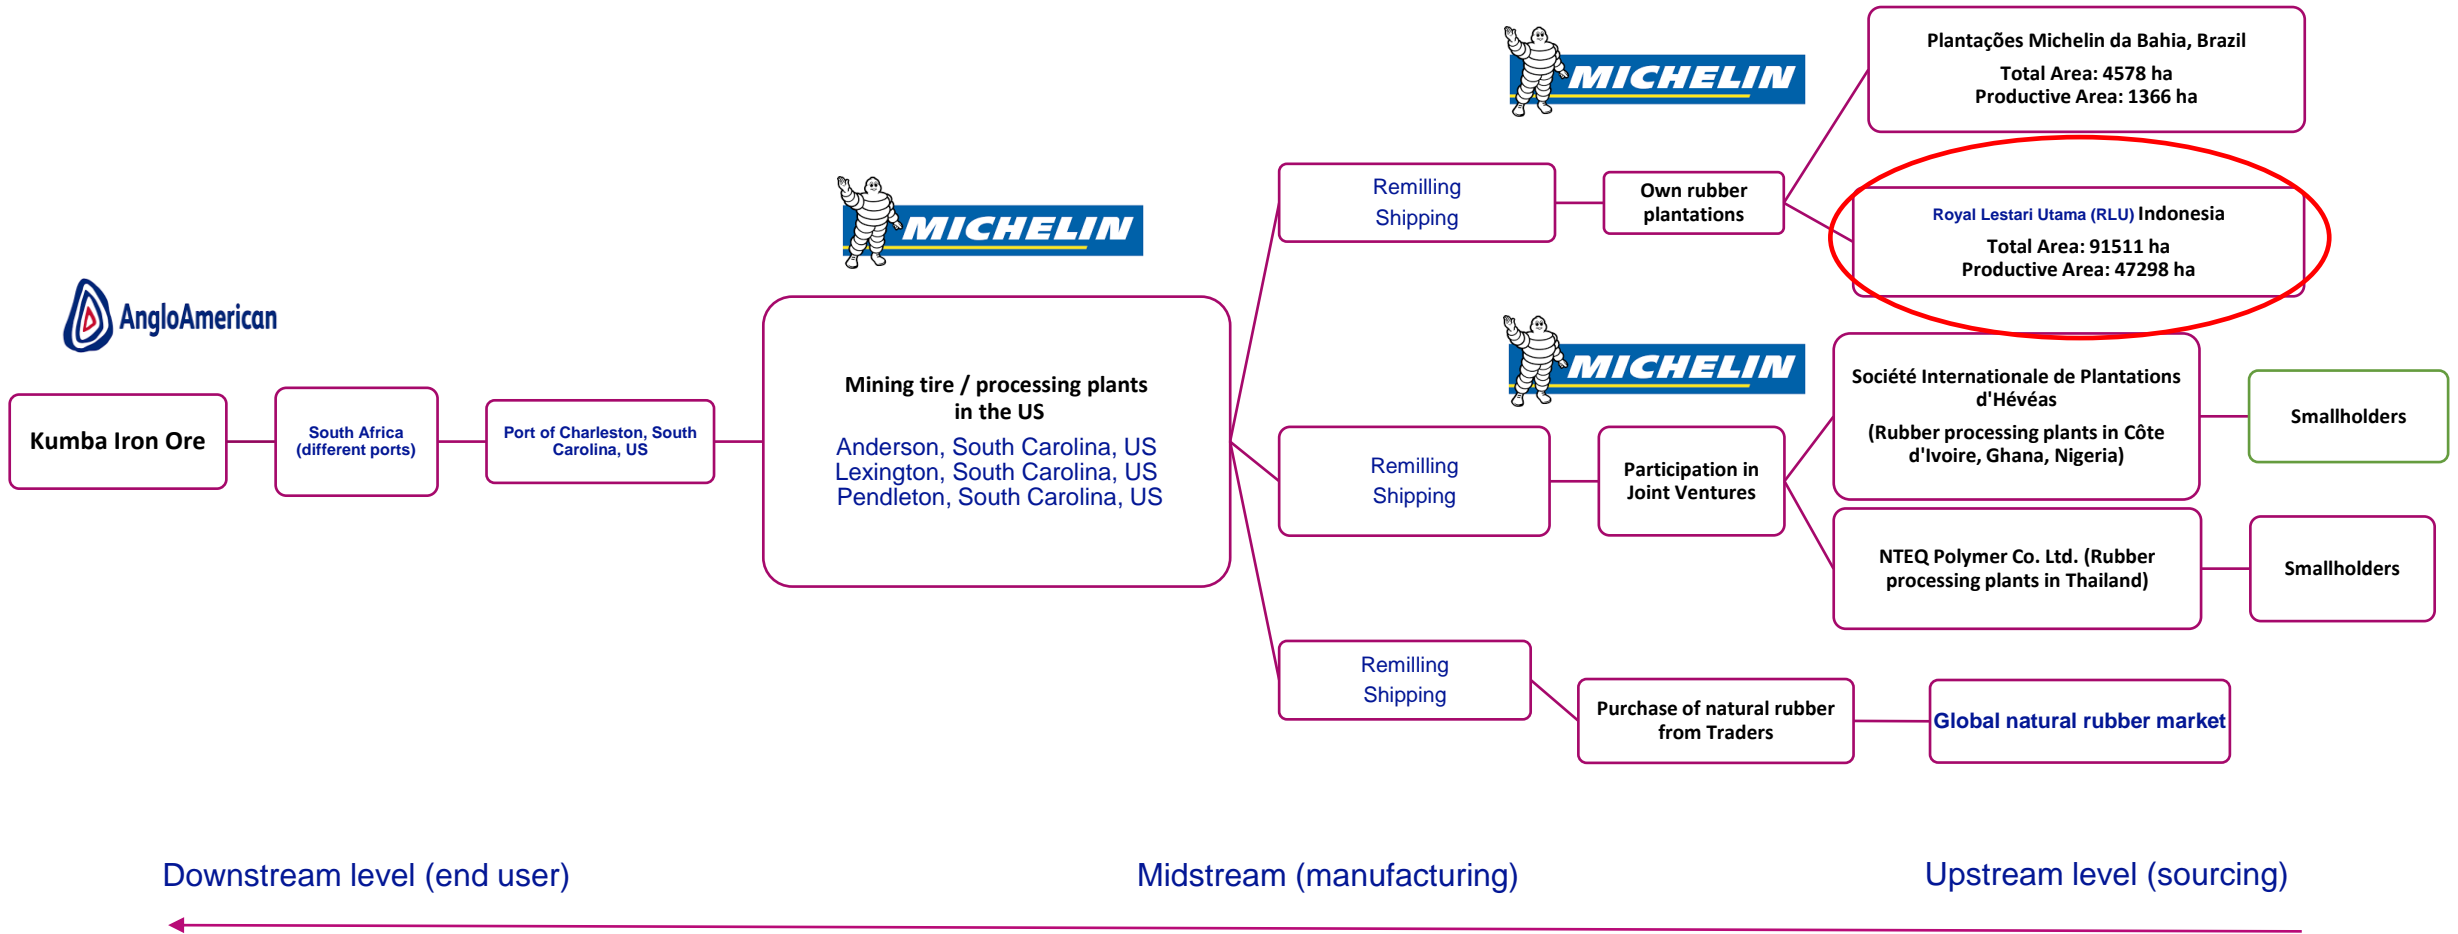 AngloAmerican
Kumba Iron Ore
South Africa
(different ports)
Port of Charleston, South
Carolina, US
MICHELIN
Mining tire / processing plants
in the US
Anderson, South Carolina, US
Lexington, South Carolina, US
Pendleton, South Carolina, US
MICHELIN
Remilling
Shipping
Own rubber
plantations
Plantações Michelin da Bahia, Brazil
Total Area: 4578 ha
Productive Area: 1366 ha
Royal Lestari Utama (RLU) Indonesia
Total Area: 91511 ha
Productive Area: 47298 ha
MICHELIN
Remilling
Shipping
Participation in
Joint Ventures
Société Internationale de Plantations
d'Hévéas
(Rubber processing plants in Côte
d'Ivoire, Ghana, Nigeria)
Smallholders
NTEQ Polymer Co. Ltd. (Rubber
processing plants in Thailand)
Smallholders
Remilling
Shipping
Purchase of natural rubber
from Traders
Global natural rubber market
Downstream level (end user)
Midstream (manufacturing)
Upstream level (sourcing)